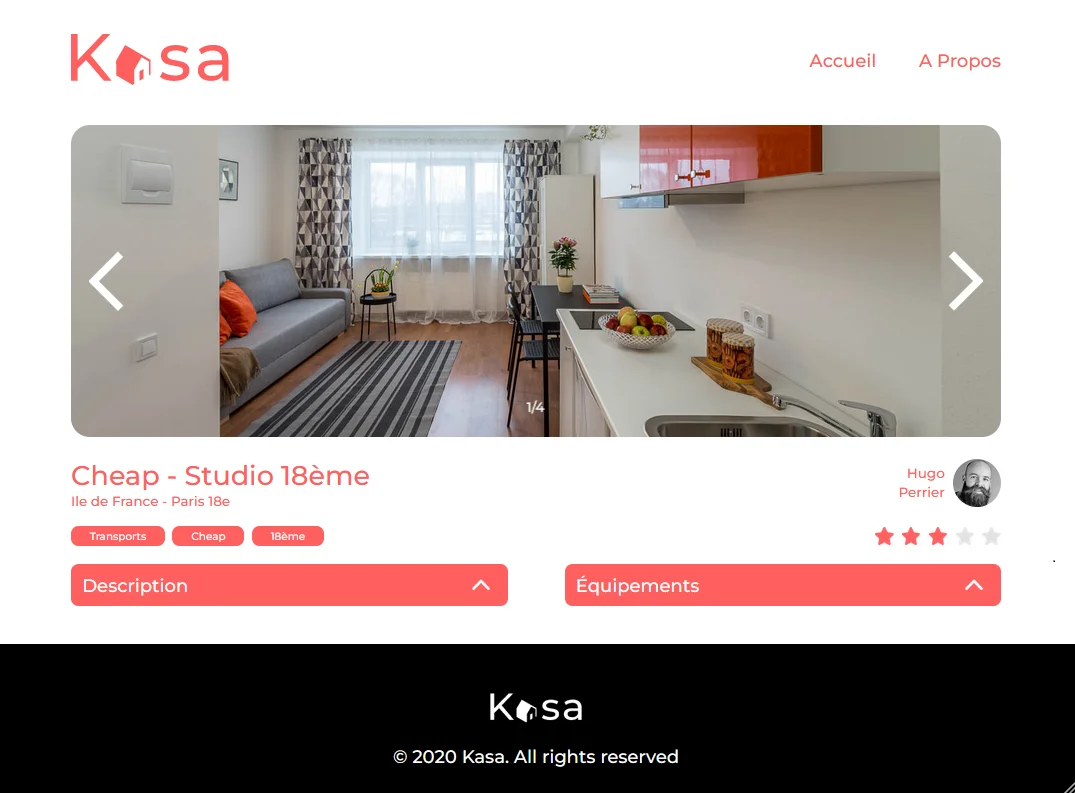 Kasa
Accueil A Propos
1/4
Cheap - Studio 18ème
Ile de France - Paris 18e
Hugo
Perrier
Transports Cheap 18ème
Description
Équipements
Kasa
© 2020 Kasa. All rights reserved